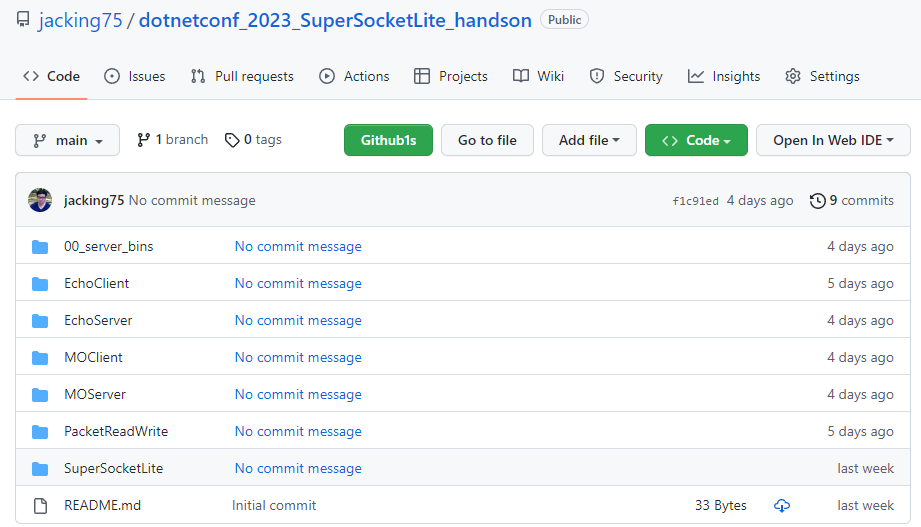 jacking75 / dotnetconf_2023_SuperSocketLite_handson Public
Code Issues Pull requests Actions Projects Wiki Security Insights Settings
main 1 branch 0 tags Github1s Go to file Add file Code Open In Web IDE
jacking75 No commit message f1c91ed 4 days ago 9 commits
00_server_bins No commit message 4 days ago
EchoClient No commit message 5 days ago
EchoServer No commit message 4 days ago
MOClient No commit message 4 days ago
MOServer No commit message 4 days ago
PacketReadWrite No commit message 5 days ago
SuperSocketLite No commit message last week
README.md Initial commit 33 Bytes last week